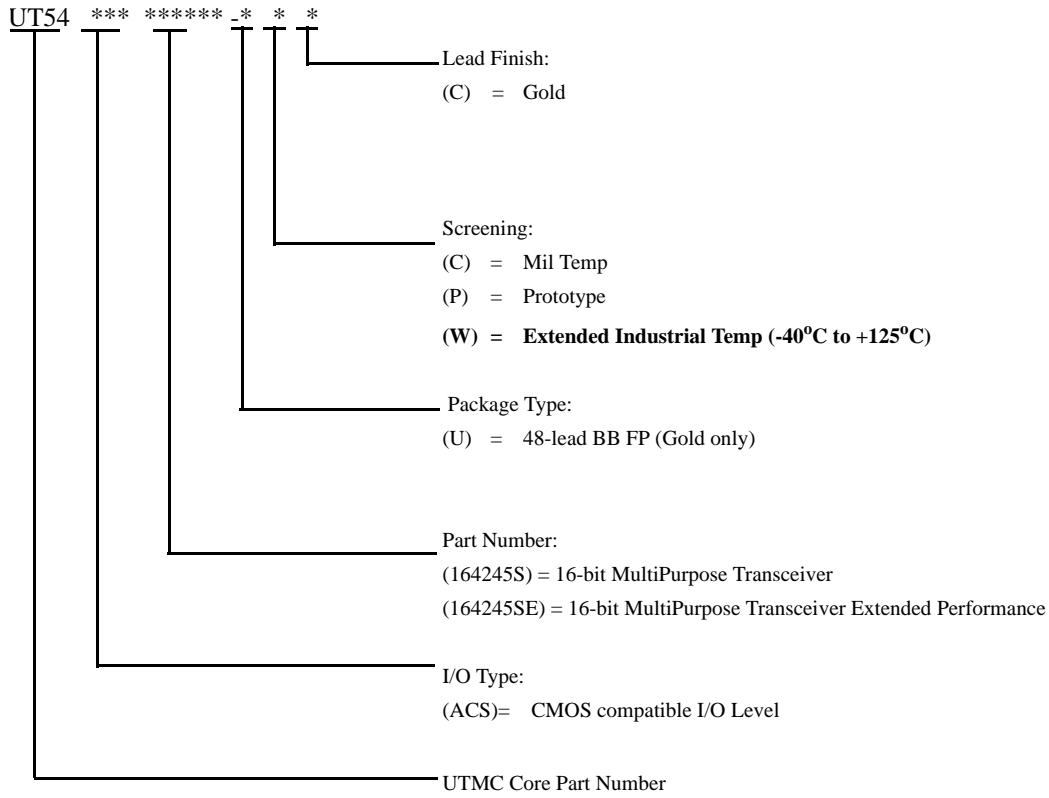 UT54 *** ****** -* * *
Lead Finish:
(C) = Gold
Screening:
(C) = Mil Temp
(P) = Prototype
(W) = Extended Industrial Temp (-40°C to +125°C)
Package Type:
(U) = 48-lead BB FP (Gold only)
Part Number:
(164245S) = 16-bit MultiPurpose Transceiver
(164245SE) = 16-bit MultiPurpose Transceiver Extended Performance
I/O Type:
(ACS)= CMOS compatible I/O Level
UTMC Core Part Number